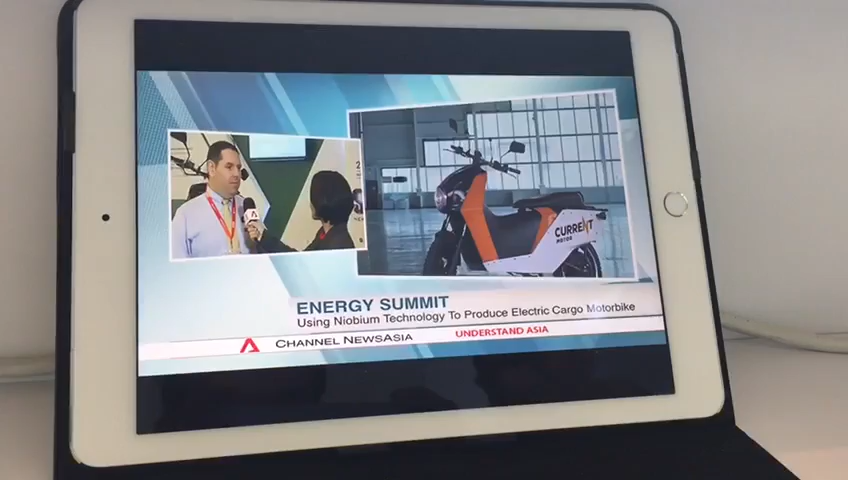 CURRENT
MOTOR
ENERGY SUMMIT
Using Niobium Technology To Produce Electric Cargo Motorbike
CHANNEL NEWSASIA
UNDERSTAND ASIA